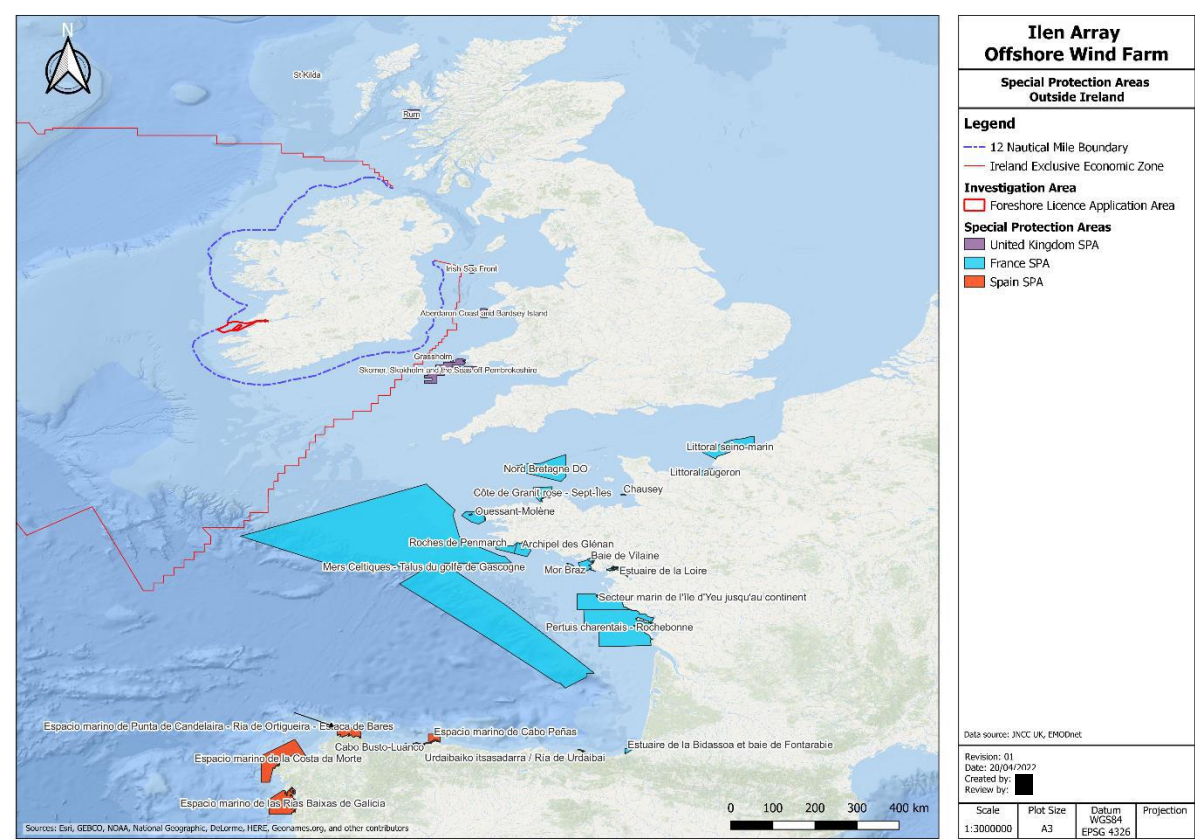 N
St Kilda
Rum
Irish Sea Front
Aberdaron Coast and Bardsey Island
Grassholm
Skomer, Skokholm and the Seas off Pembrokeshire
Littoral seino-marin
Nord Bretagne DO
Littoral augeron
Côte de Granit rose - Sept-Iles
Chausey
Ouessant-Molène
Roches de Penmarch
Archipel des Glénan
Baie de Vilaine
Mers Celtiques - Talus du golfe de Gascogne
Mor Braz
Estuaire de la Loire
Secteur marin de l'île d'Yeu jusqu'au continent
Pertuis charentais - Rochebonne
Espacio marino de Punta de Candelaira - Ria de Ortigueira - Estaca de Bares
Espacio marino de Cabo Peñas
Cabo Busto-Luanco
Estuaire de la Bidassoa et baie de Fontarabie
Espacio marino de la Costa da Morte
Urdaibaiko itsasadarra / Ría de Urdaibai
Espacio marino de las Rías Baixas de Galicia
0 100 200 300 400 km
Sources: Esri, GEBCO, NOAA, National Geographic, DeLorme, HERE, Geonames.org, and other contributors
Ilen Array
Offshore Wind Farm
Special Protection Areas
Outside Ireland
Legend
12 Nautical Mile Boundary
Ireland Exclusive Economic Zone
Investigation Area
Foreshore Licence Application Area
Special Protection Areas
United Kingdom SPA
France SPA
Spain SPA
Data source: JNCC UK, EMODnet
Revision: 01
Date: 20/04/2022
Created by:
Review by:
Scale Plot Size Datum Projection
1:3000000 A3 WGS84
EPSG 4326